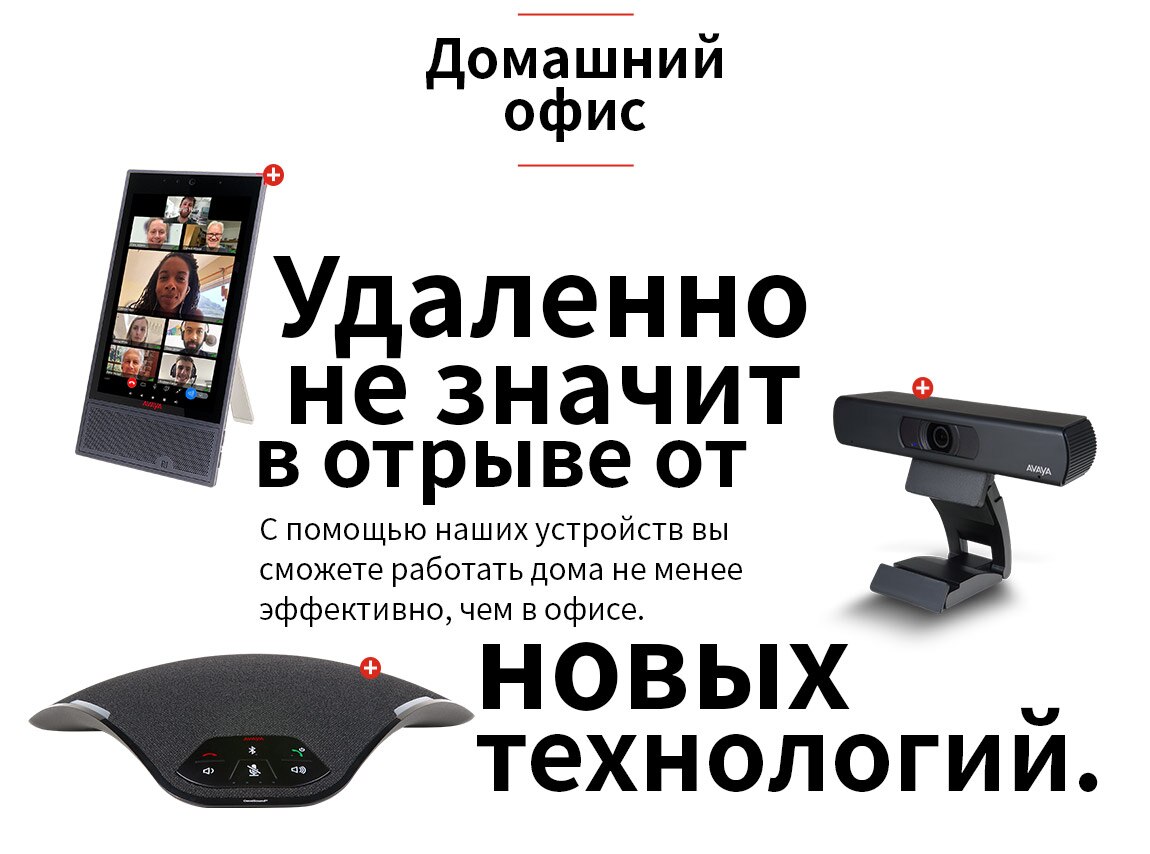 Домашний
офис
Удаленно
не значит
в отрыве от
С помощью наших устройств вы
сможете работать дома не менее
эффективно, чем в офисе.
новых
технологий.
AVAYA
AVAYA
AVAYA